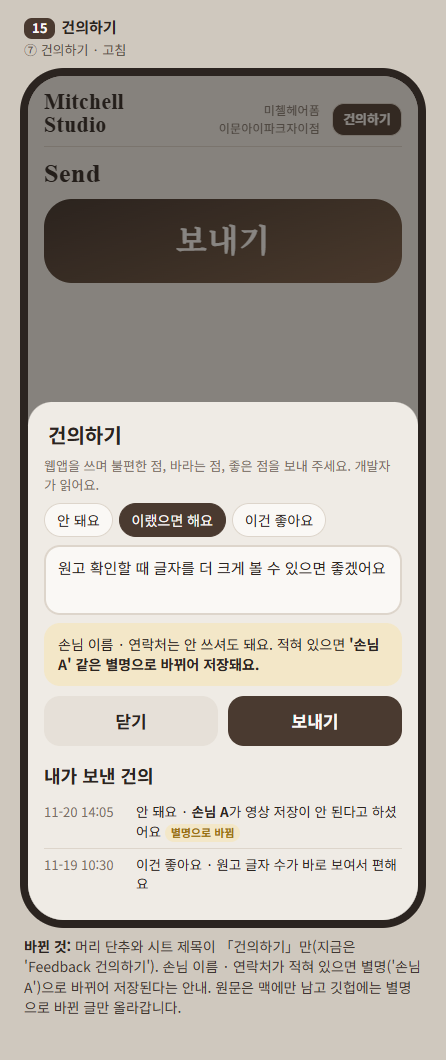 15 건의하기
⑦ 건의하기 · 고침
Mitchell
Studio
미첼헤어폼
이문아이파크자이점
건의하기
Send
보내기
건의하기
웹앱을 쓰며 불편한 점, 바라는 점, 좋은 점을 보내 주세요. 개발자
가 읽어요.
안 돼요
이랬으면 해요
이건 좋아요
원고 확인할 때 글자를 더 크게 볼 수 있으면 좋겠어요
손님 이름 · 연락처는 안 쓰셔도 돼요. 적혀 있으면 '손님
A' 같은 별명으로 바뀌어 저장돼요.
닫기
보내기
내가 보낸 건의
11-20 14:05 안 돼요 · 손님 A가 영상 저장이 안 된다고 하셨
어요 별명으로 바뀜
11-19 10:30 이건 좋아요 · 원고 글자 수가 바로 보여서 편해
요
바뀐 것: 머리 단추와 시트 제목이 「건의하기」만(지금은
'Feedback 건의하기'). 손님 이름 · 연락처가 적혀 있으면 별명('손님
A')으로 바뀌어 저장된다는 안내. 원문은 맥에만 남고 깃헙에는 별명
으로 바뀐 글만 올라갑니다.